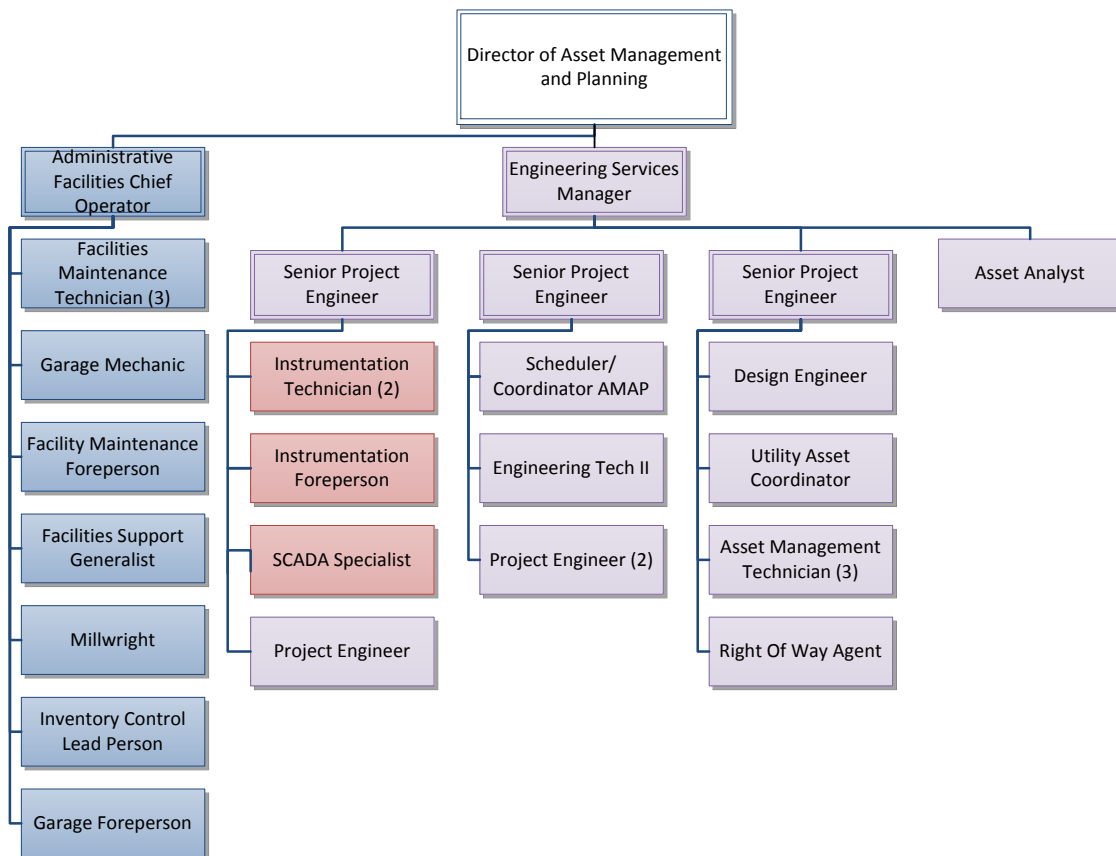 Director of Asset Management
and Planning
Administrative
Facilities Chief
Operator
Engineering Services
Manager
Facilities
Maintenance
Technician (3)
Garage Mechanic
Facility Maintenance
Foreperson
Facilities Support
Generalist
Millwright
Inventory Control
Lead Person
Garage Foreperson
Senior Project
Engineer
Instrumentation
Technician (2)
Instrumentation
Foreperson
SCADA Specialist
Project Engineer
Senior Project
Engineer
Scheduler/
Coordinator AMAP
Engineering Tech II
Project Engineer (2)
Senior Project
Engineer
Design Engineer
Utility Asset
Coordinator
Asset Management
Technician (3)
Right Of Way Agent
Asset Analyst